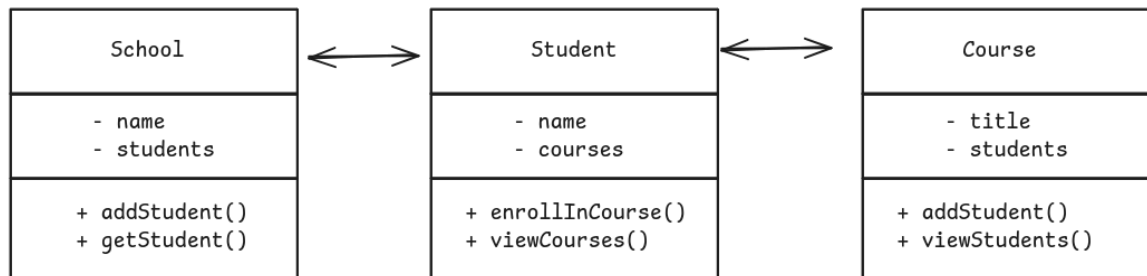 School
- name
- students
+ addStudent()
+ getStudent()
Student
- name
- courses
+ enrollInCourse()
+ viewCourses()
Course
- title
- students
+ addStudent()
+ viewStudents()